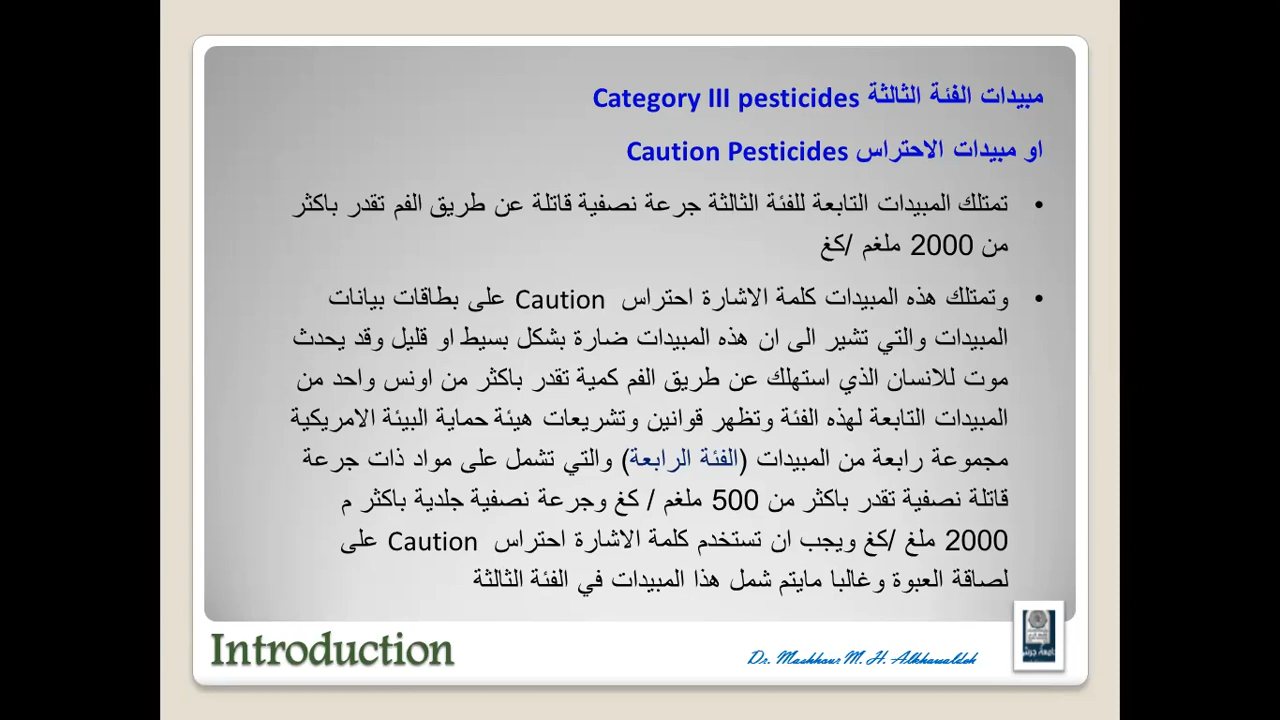 مبيدات الفئة الثالثة Category III pesticides
او مبيدات الاحتراس Caution Pesticides
• تمتلك المبيدات التابعة للفئة الثالثة جرعة نصفية قاتلة عن طريق الفم تقدر باكثر
من 2000 ملغم /كغ
• وتمتلك هذه المبيدات كلمة الاشارة احتراس Caution على بطاقات بيانات
المبيدات والتي تشير الى ان هذه المبيدات ضارة بشكل بسيط او قليل وقد يحدث
موت للانسان الذي استهلك عن طريق الفم كمية تقدر باكثر من اونس واحد من
المبيدات التابعة لهذه الفئة وتظهر قوانين وتشريعات هيئة حماية البيئة الامريكية
مجموعة رابعة من المبيدات (الفئة الرابعة) والتي تشمل على مواد ذات جرعة
قاتلة نصفية تقدر باكثر من 500 ملغم / كغ وجرعة نصفية جلدية باكثر م
2000 ملغ /كغ ويجب ان تستخدم كلمة الاشارة احتراس Caution على
لصاقة العبوة وغالبا مايتم شمل هذا المبيدات في الفئة الثالثة
Introduction
Dr. Mashhour M. H. Alkhawaldeh